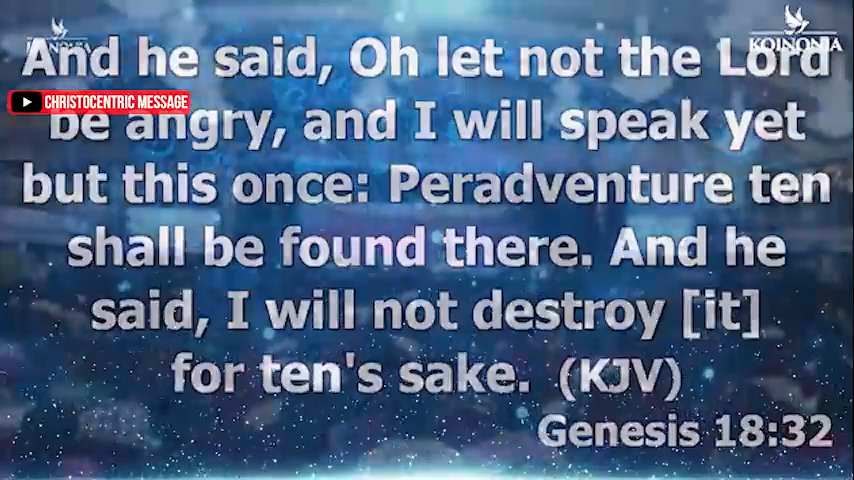 KOINONIA
KOINONIA
And he said, Oh let not the Lord
CHRISTOCENTRIC MESSAGE
be angry, and I will speak yet
but this once: Peradventure ten
shall be found there. And he
said, I will not destroy [it]
for ten's sake. (KJV)
Genesis 18:32